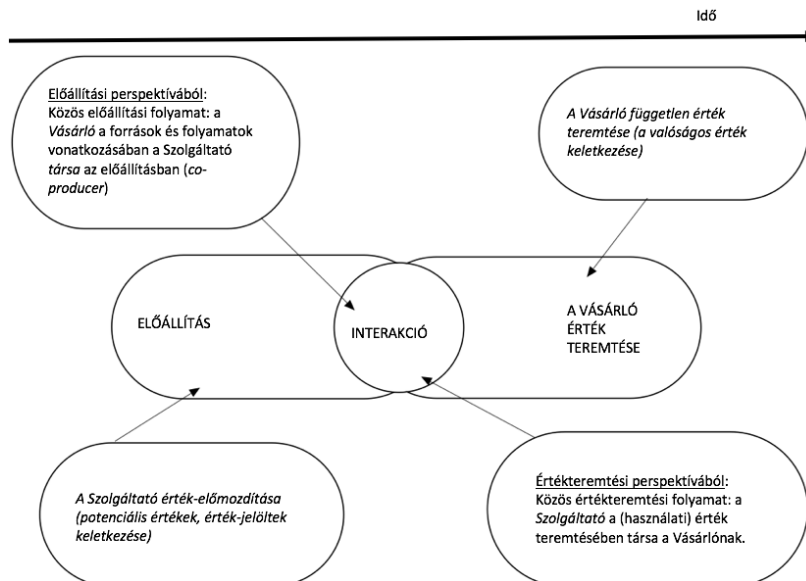 Idő
Előállítási perspektívából:
Közös előállítási folyamat: a
Vásárló a források és folyamatok
vonatkozásában a Szolgáltató
társa az előállításban (co-
producer)
A Vásárló független érték
teremtése (a valóságos érték
keletkezése)
ELŐÁLLÍTÁS
INTERAKCIÓ
A VÁSÁRLÓ
ÉRTÉK
TEREMTÉSE
A Szolgáltató érték-előmozdítása
(potenciális értékek, érték-jelöltek
keletkezése)
Értékteremtési perspektívából:
Közös értékteremtési folyamat: a
Szolgáltató a (használati) érték
teremtésében társa a Vásárlónak.